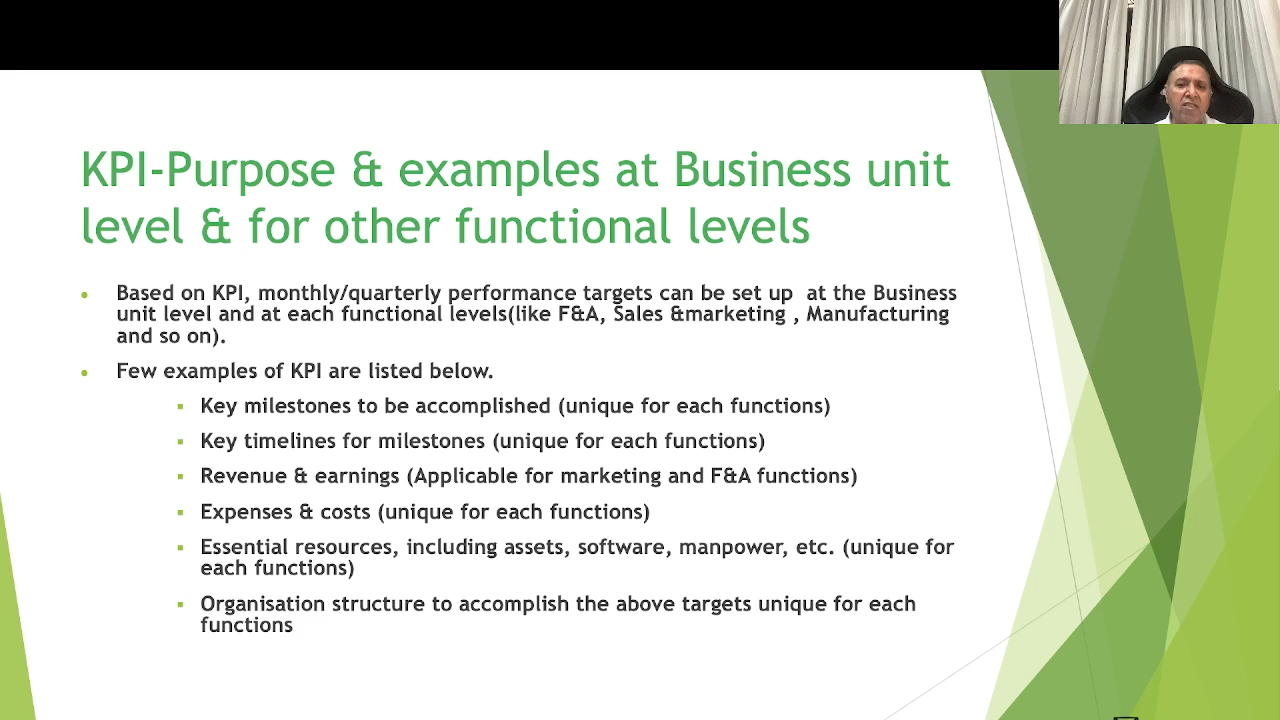 KPI-Purpose & examples at Business unit
level & for other functional levels
Based on KPI, monthly/quarterly performance targets can be set up at the Business
unit level and at each functional levels(like F&A, Sales &marketing , Manufacturing
and so on).
Few examples of KPI are listed below.
Key milestones to be accomplished (unique for each functions)
Key timelines for milestones (unique for each functions)
Revenue & earnings (Applicable for marketing and F&A functions)
Expenses & costs (unique for each functions)
Essential resources, including assets, software, manpower, etc. (unique for
each functions)
Organisation structure to accomplish the above targets unique for each
functions